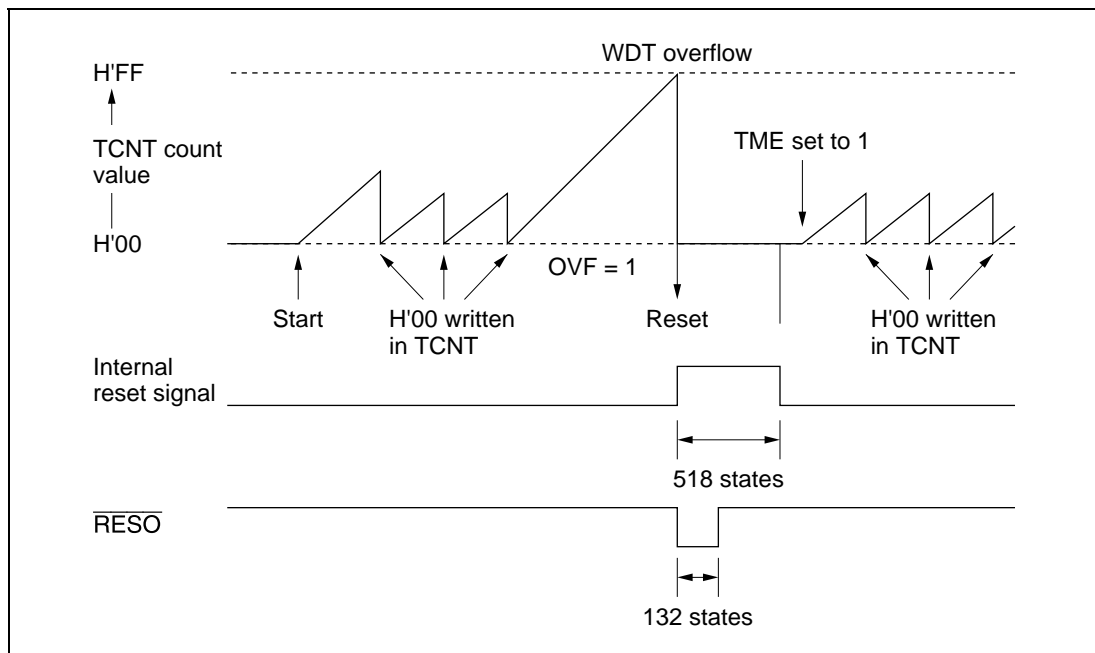 WDT overflow
H'FF
TME set to 1
TCNT count
value
H'00
OVF = 1
Start
H'00 written
in TCNT
Reset
H'00 written
in TCNT
Internal
reset signal
518 states
RESO
132 states